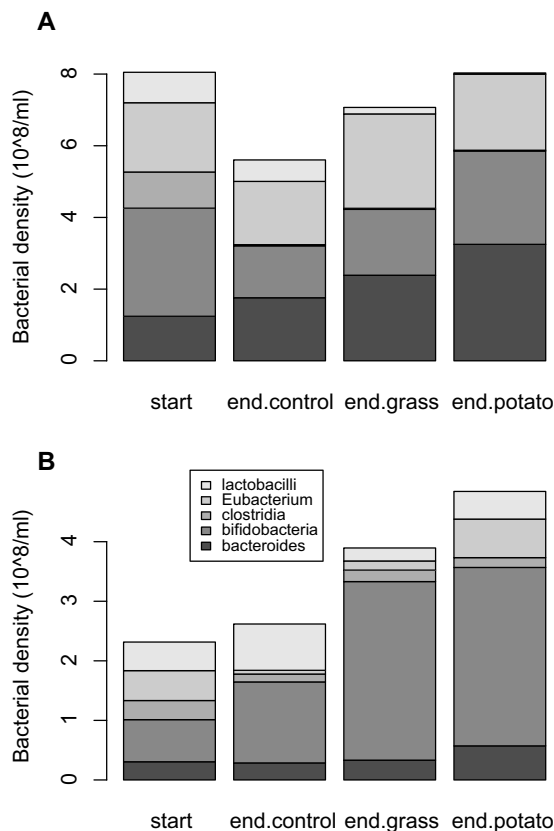 A
Bacterial density (10^8/ml)
8
6
4
2
0
start end.control end.grass end.potato
B
Bacterial density (10^8/ml)
lactobacilli
Eubacterium
clostridia
bifidobacteria
bacteroides
4
3
2
1
0
start end.control end.grass end.potato